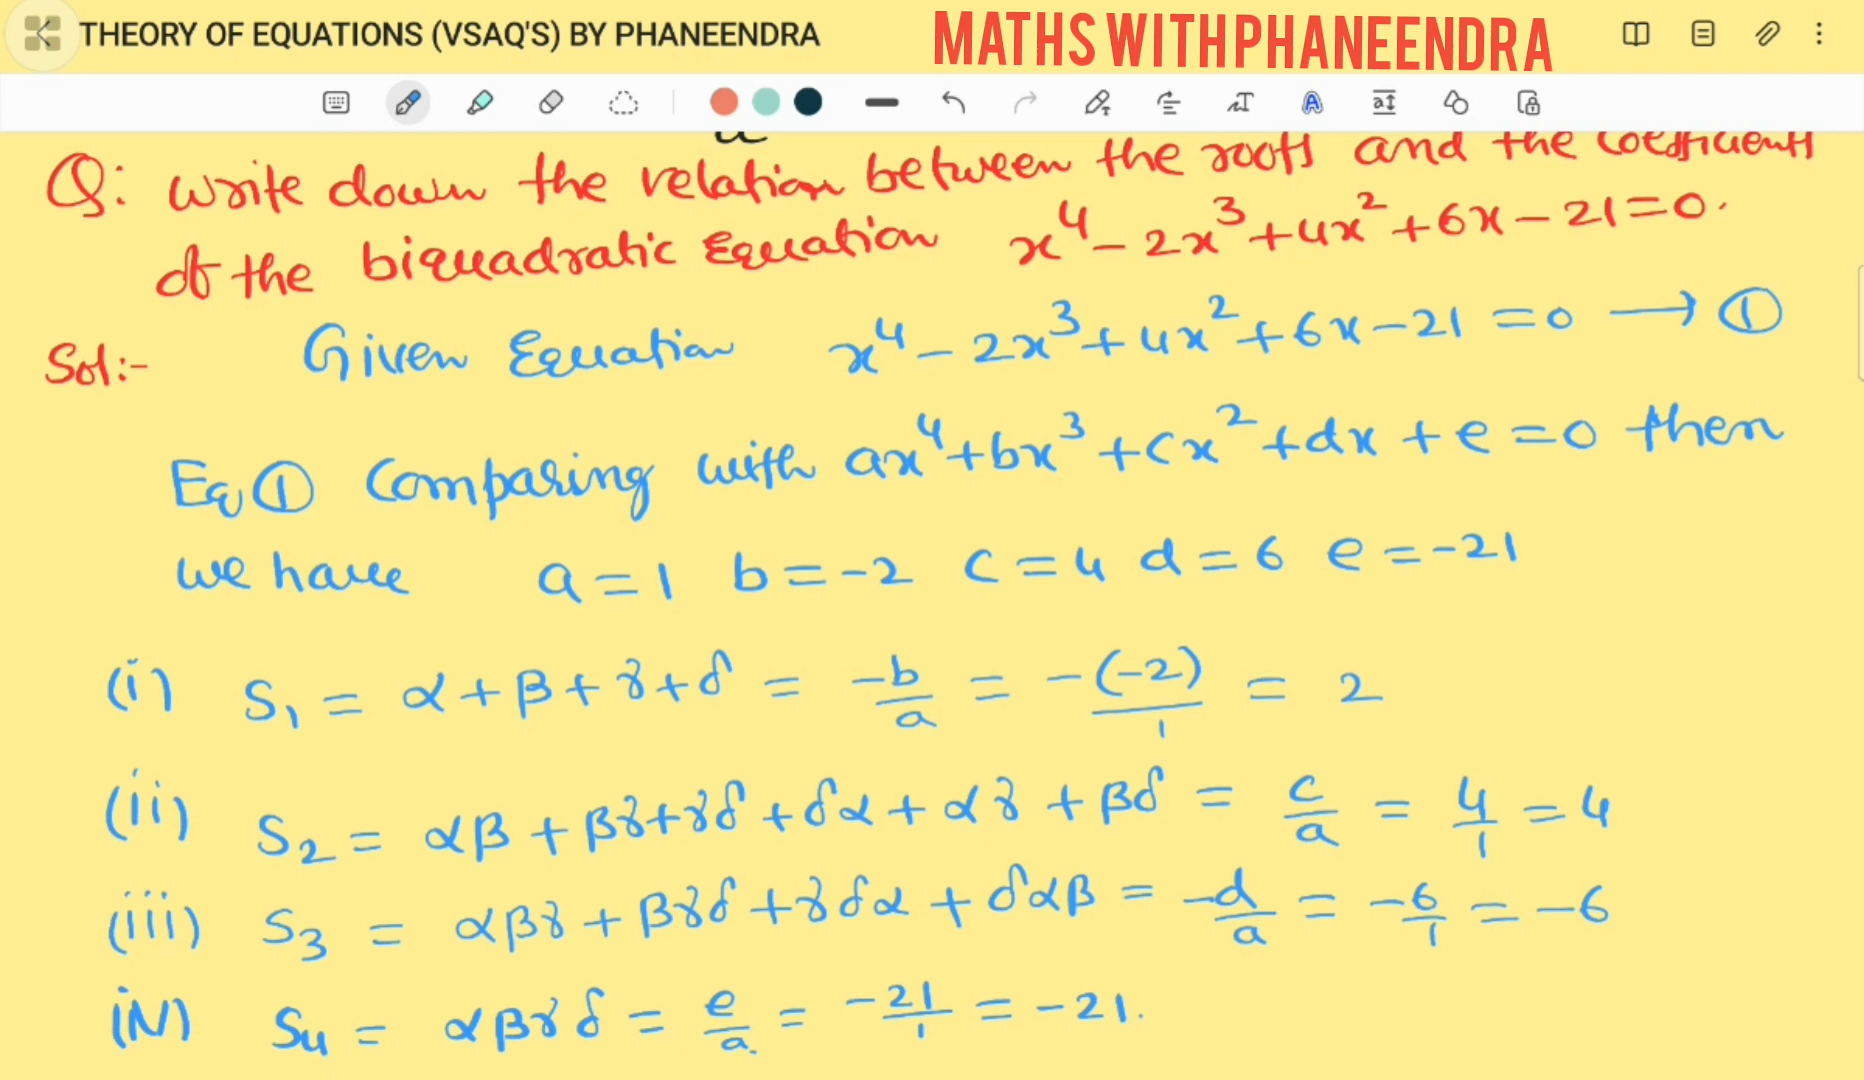 THEORY OF EQUATIONS (VSAQ'S) BY PHANEENDRA
MATHS WITH PHANEENDRA
Q: write down the relation between the roots and the coefficients
of the biquadratic Equation x⁴ - 2x³ + 4x² + 6x - 21 = 0.
Sol:- Given Equation x⁴ - 2x³ + 4x² + 6x - 21 = 0 → ①
Eq ① Comparing with ax⁴ + bx³ + cx² + dx + e = 0 then
we have a = 1 b = -2 c = 4 d = 6 e = -21
(i) S₁ = α + β + γ + δ = -b/a = -(-2)/1 = 2
(ii) S₂ = αβ + βγ + γδ + δα + αγ + βδ = c/a = 4/1 = 4
(iii) S₃ = αβγ + βγδ + γδα + δαβ = -d/a = -6/1 = -6
(iv) S₄ = αβγδ = e/a = -21/1 = -21.